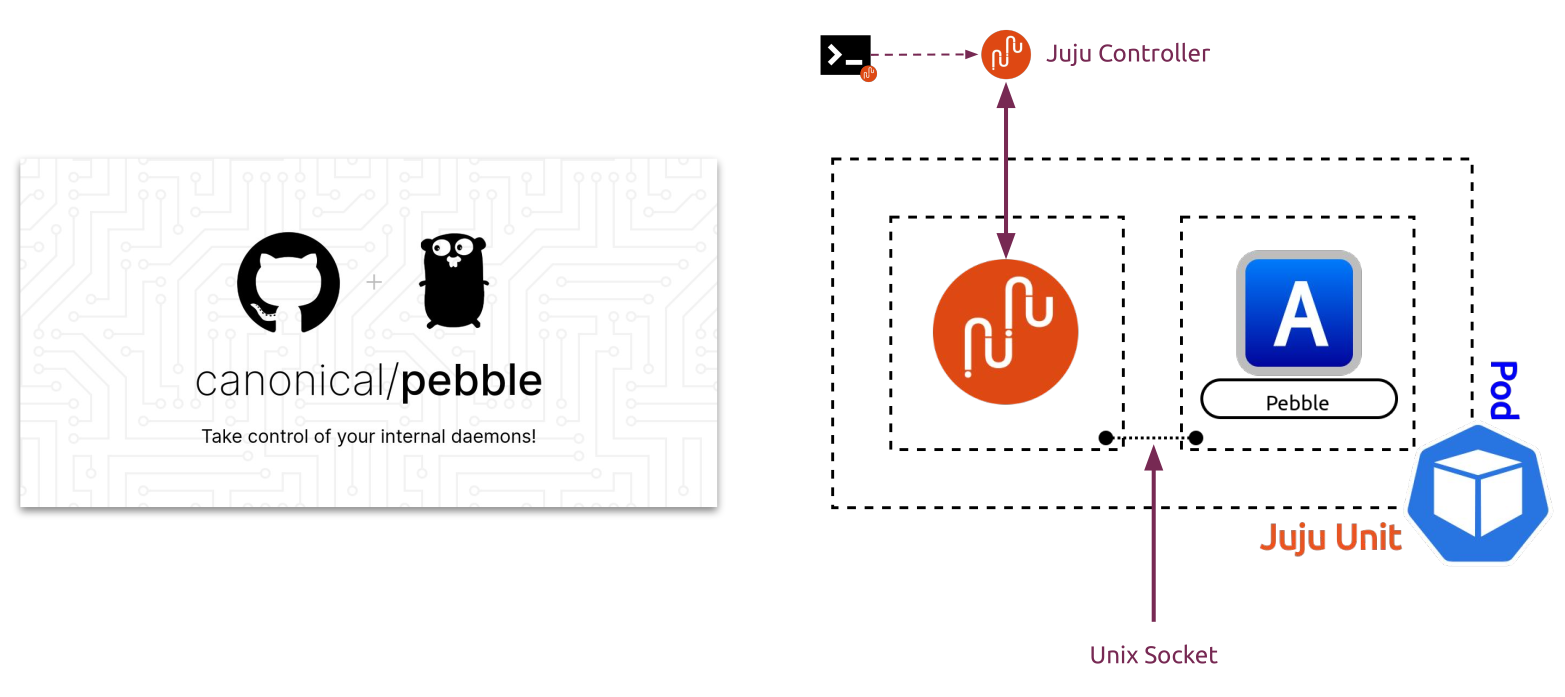 canonical/pebble
Take control of your internal daemons!
Juju Controller
A
Pebble
Pod
Juju Unit
Unix Socket